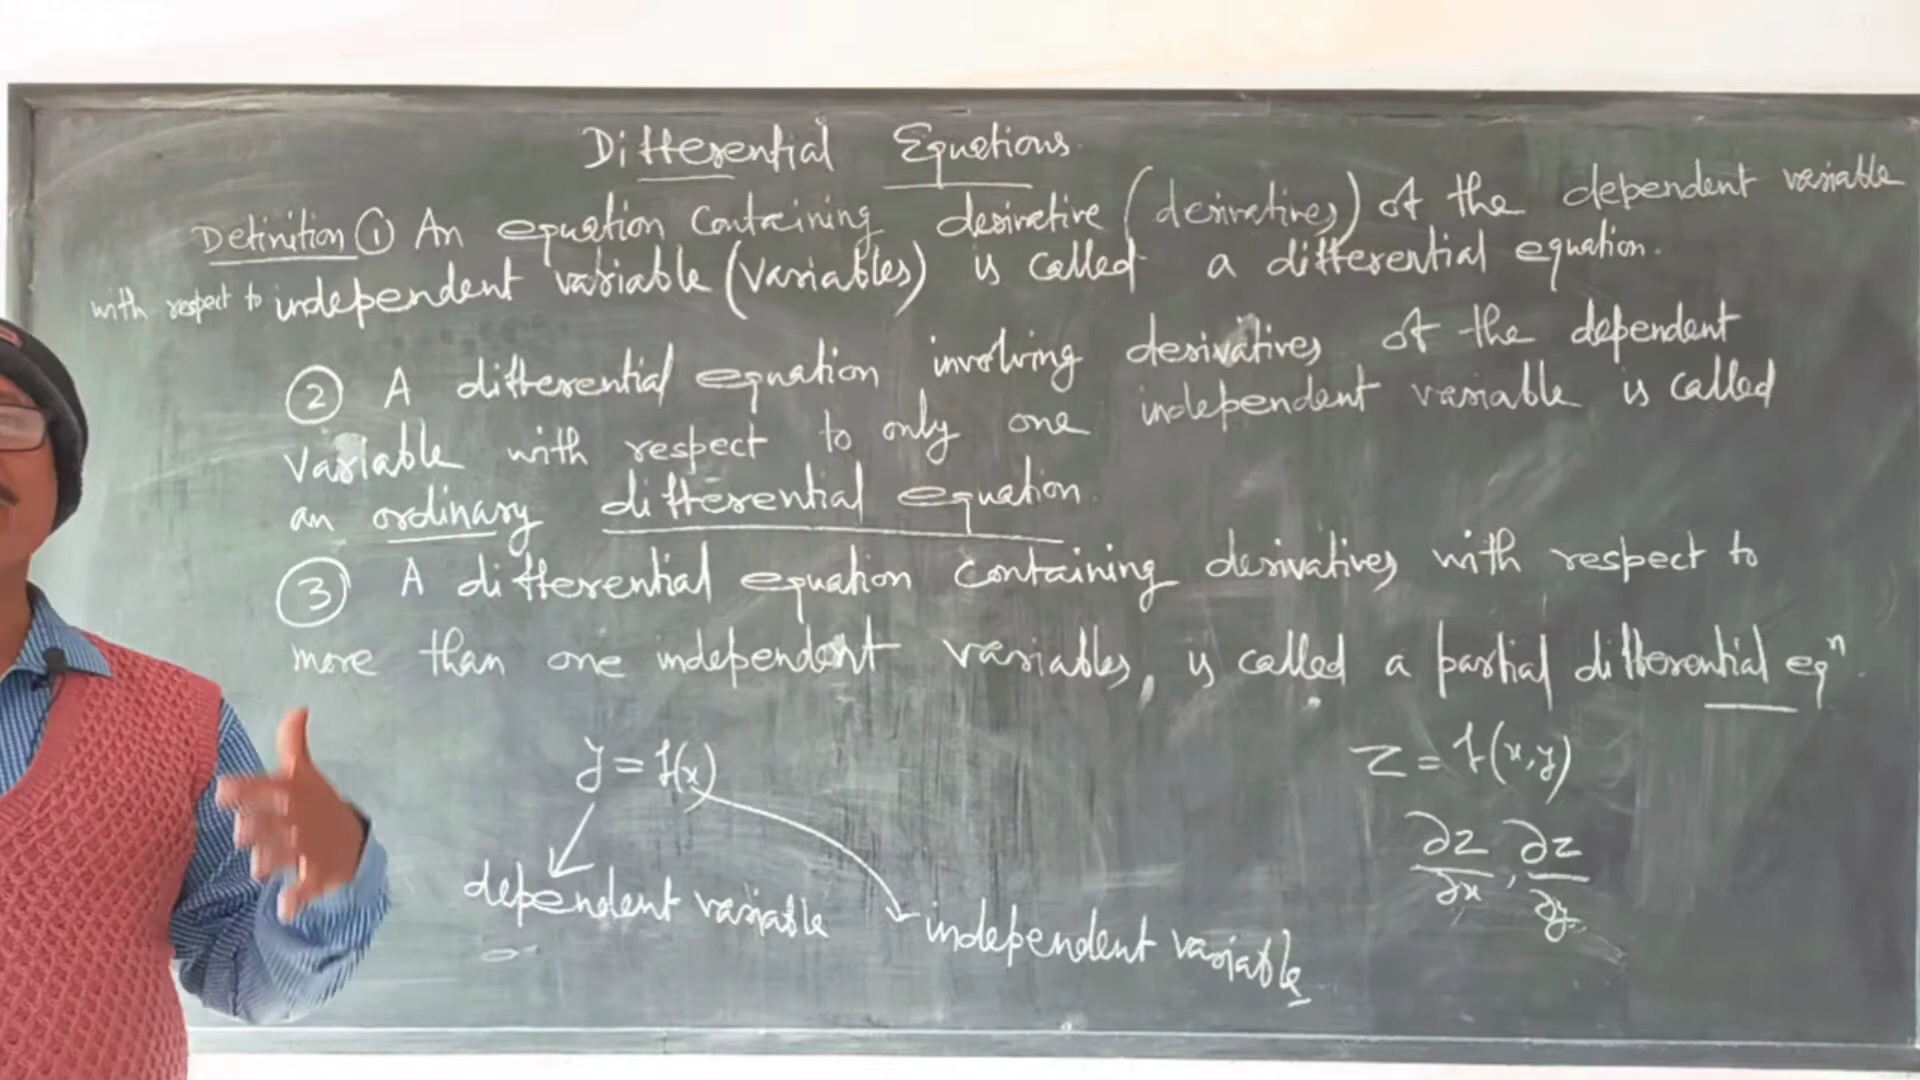 Differential Equations.
Definition ① An equation Containing derivative (derivatives) of the dependent variable
with respect to independent variable (variables) is called a differential equation.
② A differential equation involving derivatives of the dependent
variable with respect to only one independent variable is called
an ordinary differential equation.
③ A differential equation containing derivatives with respect to
more than one independent variables, is called a partial differential eqⁿ.
y = f(x)
dependent variable
independent variable
Z = f(x,y)
∂z/∂x, ∂z/∂y